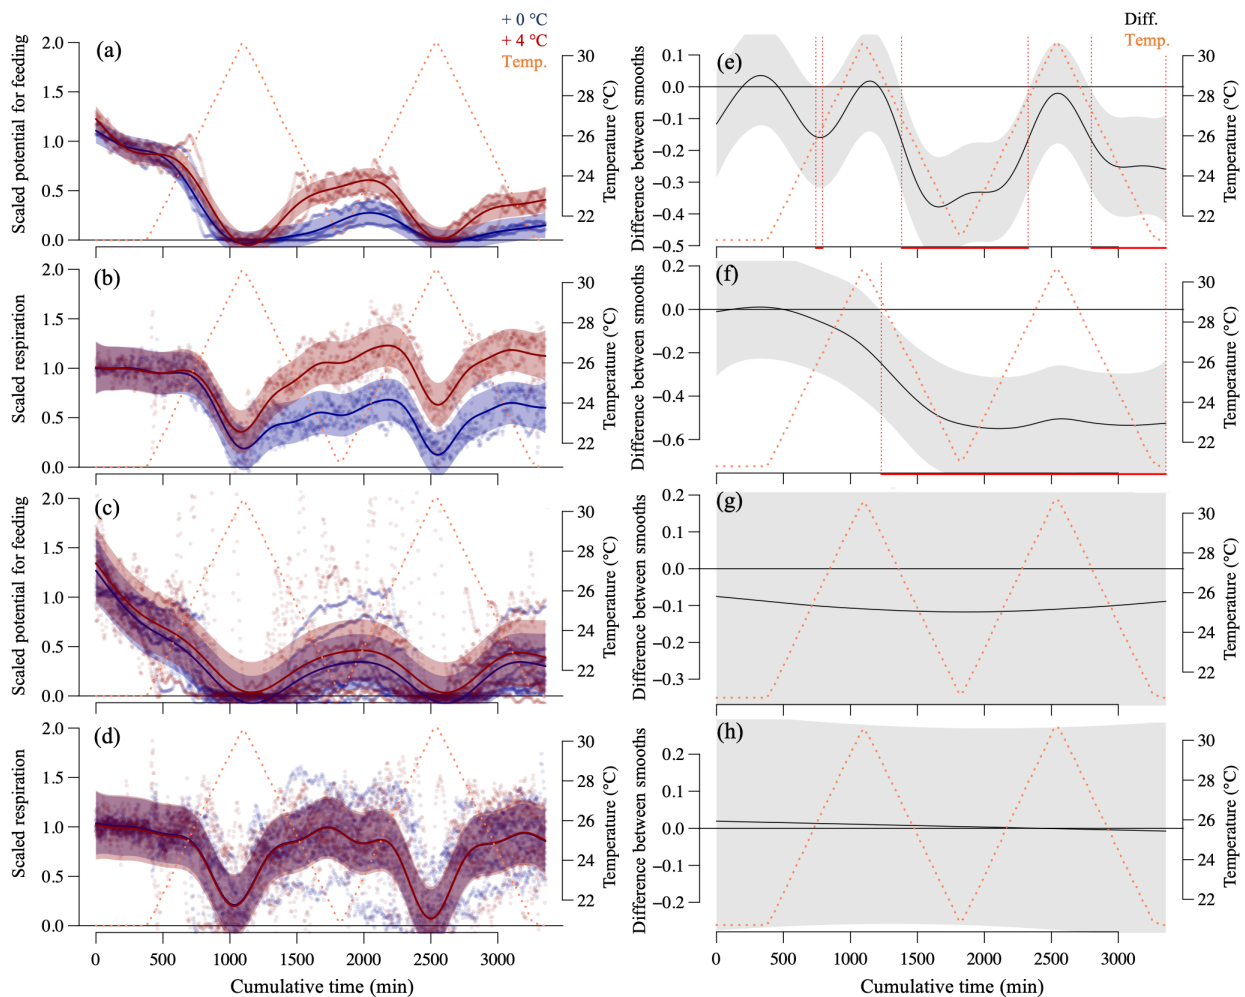 + 0 °C
+ 4 °C
Temp.
Diff.
Temp.
(a)
Scaled potential for feeding
2.0
1.5
1.0
0.5
0.0
30
28
26
24
22
Temperature (°C)
(e)
Difference between smooths
0.1
0.0
−0.1
−0.2
−0.3
−0.4
−0.5
30
28
26
24
22
Temperature (°C)
(b)
Scaled respiration
2.0
1.5
1.0
0.5
0.0
30
28
26
24
22
Temperature (°C)
(f)
Difference between smooths
0.2
0.0
−0.2
−0.4
−0.6
30
28
26
24
22
Temperature (°C)
(c)
Scaled potential for feeding
2.0
1.5
1.0
0.5
0.0
30
28
26
24
22
Temperature (°C)
(g)
Difference between smooths
0.2
0.1
0.0
−0.1
−0.2
−0.3
30
28
26
24
22
Temperature (°C)
(d)
Scaled respiration
2.0
1.5
1.0
0.5
0.0
30
28
26
24
22
Temperature (°C)
(h)
Difference between smooths
0.2
0.1
0.0
−0.1
−0.2
30
28
26
24
22
Temperature (°C)
0 500 1000 1500 2000 2500 3000
Cumulative time (min)
0 500 1000 1500 2000 2500 3000
Cumulative time (min)